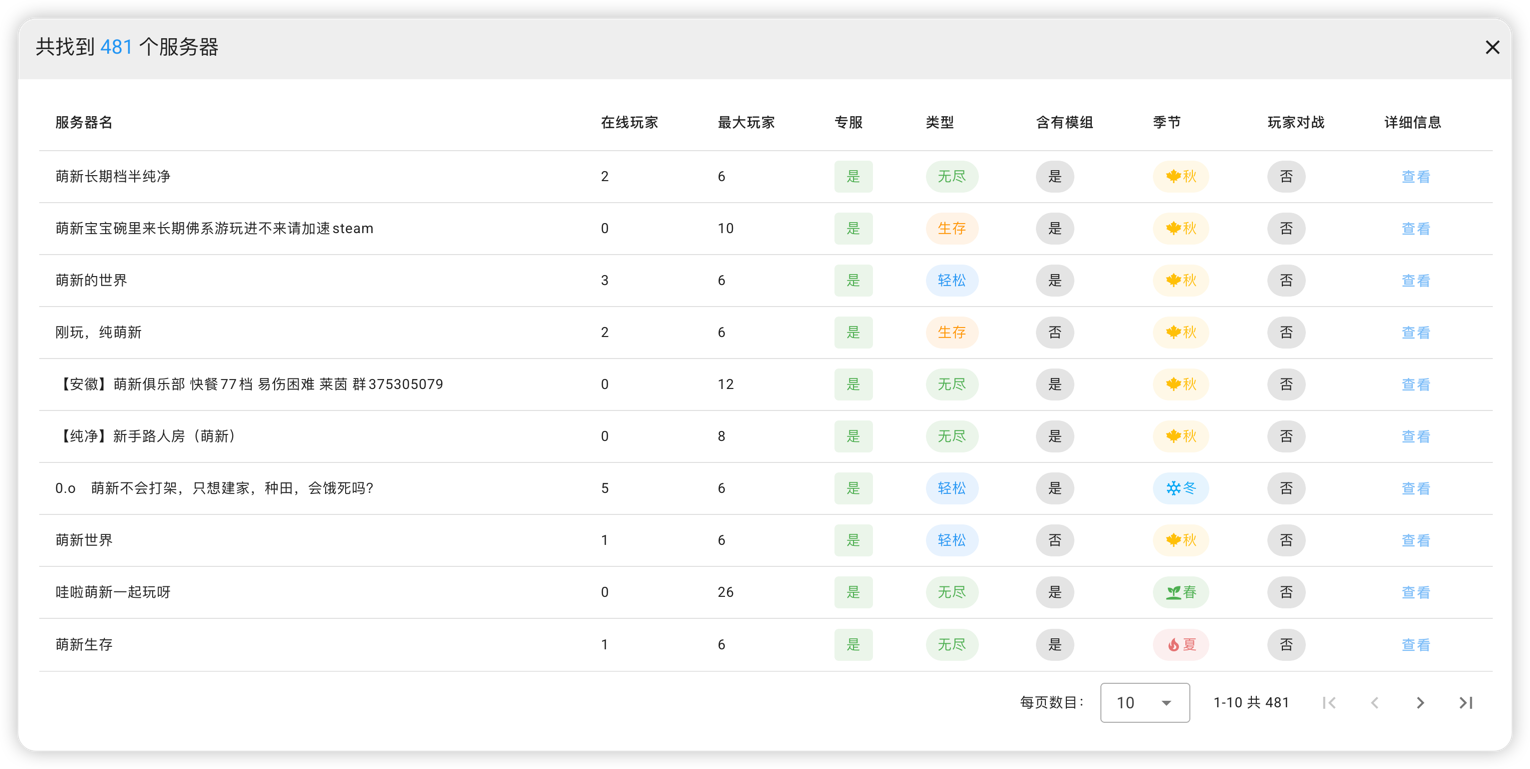 共找到 481 个服务器
服务器名 在线玩家 最大玩家 专服 类型 含有模组 季节 玩家对战 详细信息
萌新长期档半纯净 2 6 是 无尽 是 秋 否 查看
萌新宝宝碗里来长期佛系游玩进不来请加速steam 0 10 是 生存 是 秋 否 查看
萌新的世界 3 6 是 轻松 是 秋 否 查看
刚玩，纯萌新 2 6 是 生存 否 秋 否 查看
【安徽】萌新俱乐部 快餐77档 易伤困难 莱茵 群375305079 0 12 是 无尽 是 秋 否 查看
【纯净】新手路人房（萌新） 0 8 是 无尽 是 秋 否 查看
0.o　萌新不会打架，只想建家，种田，会饿死吗? 5 6 是 轻松 是 冬 否 查看
萌新世界 1 6 是 轻松 否 秋 否 查看
哇啦萌新一起玩呀 0 26 是 无尽 是 春 否 查看
萌新生存 1 6 是 无尽 是 夏 否 查看
每页数目: 10 1-10 共 481